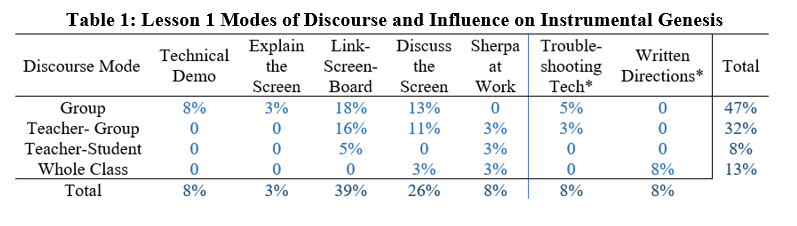 Table 1: Lesson 1 Modes of Discourse and Influence on Instrumental Genesis
Discourse Mode Technical Demo Explain the Screen Link-Screen-Board Discuss the Screen Sherpa at Work Trouble-shooting Tech* Written Directions* Total
Group 8% 3% 18% 13% 0 5% 0 47%
Teacher- Group 0 0 16% 11% 3% 3% 0 32%
Teacher-Student 0 0 5% 0 3% 0 0 8%
Whole Class 0 0 0 3% 3% 0 8% 13%
Total 8% 3% 39% 26% 8% 8% 8%